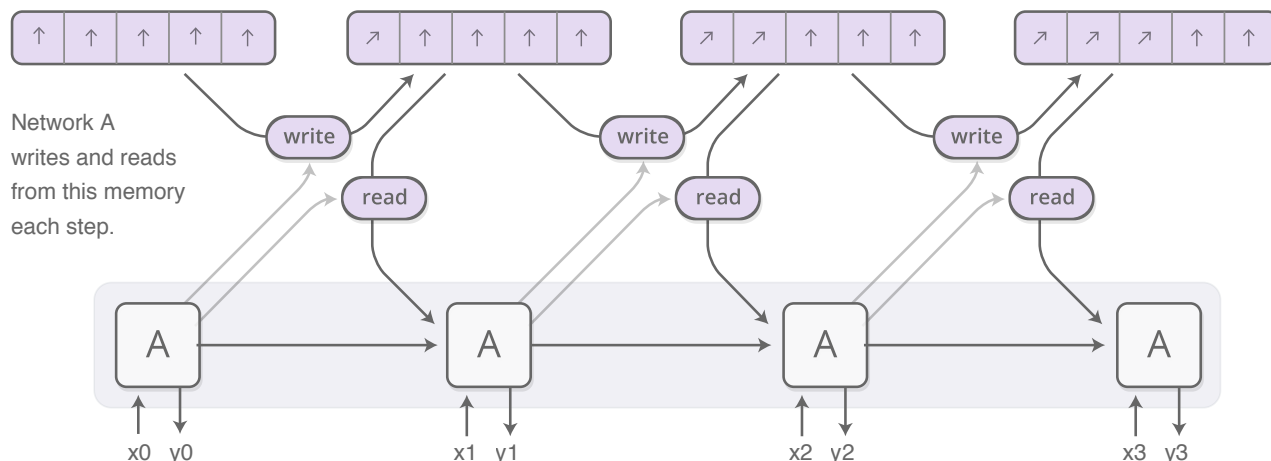 write
write
write
Network A
writes and reads
from this memory
each step.
read
read
read
A
A
A
A
x0 y0
x1 y1
x2 y2
x3 y3